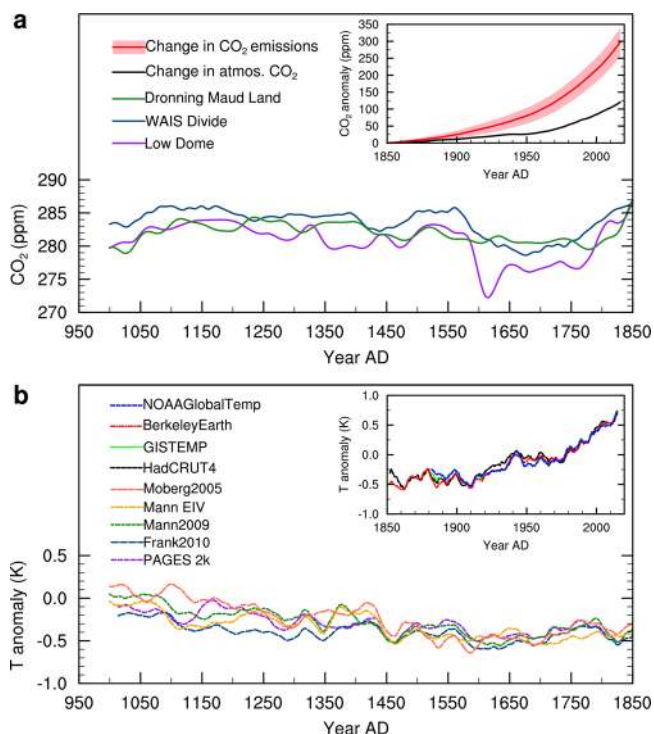 a
Change in CO2 emissions
Change in atmos. CO2
Dronning Maud Land
WAIS Divide
Low Dome
CO2 anomaly (ppm)
350
300
250
200
150
100
50
0
1850 1900 1950 2000
Year AD
CO2 (ppm)
290
285
280
275
270
950 1050 1150 1250 1350 1450 1550 1650 1750 1850
Year AD
b
NOAAGlobalTemp
BerkeleyEarth
GISTEMP
HadCRUT4
Moberg2005
Mann EIV
Mann2009
Frank2010
PAGES 2k
T anomaly (K)
1.0
0.5
0.0
-0.5
-1.0
1850 1900 1950 2000
Year AD
T anomaly (K)
0.5
0.0
-0.5
-1.0
950 1050 1150 1250 1350 1450 1550 1650 1750 1850
Year AD